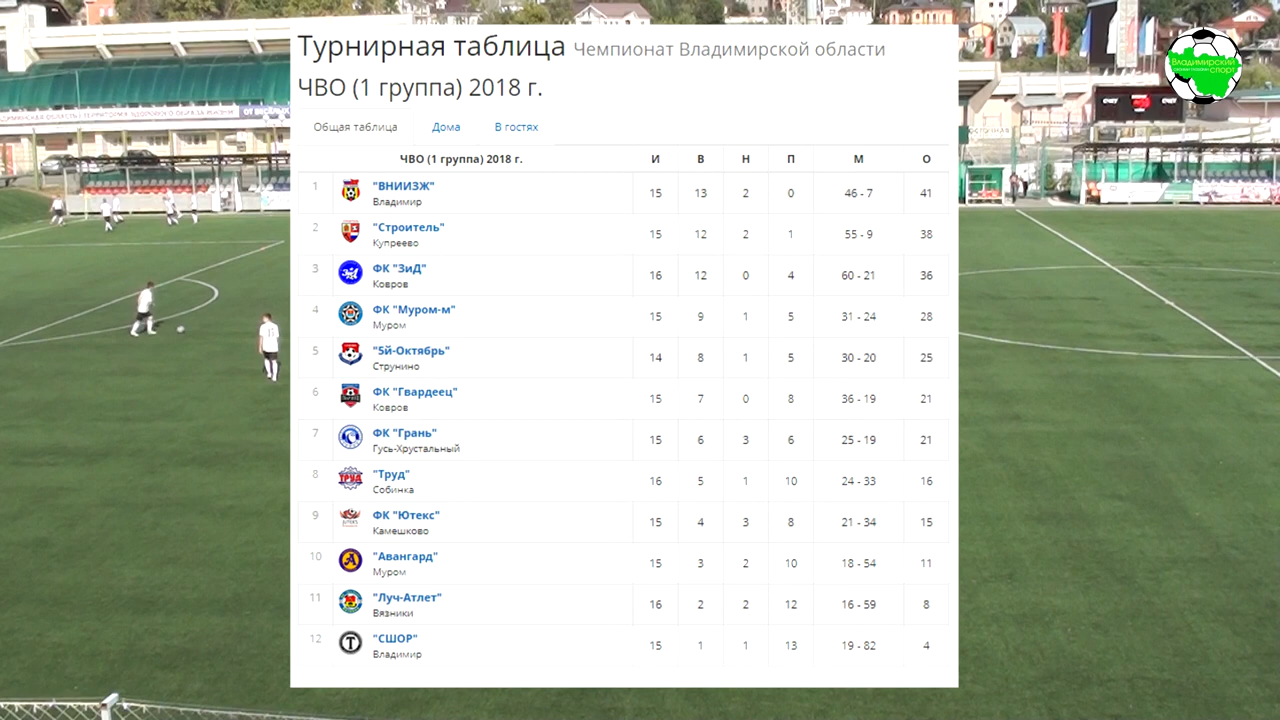 Турнирная таблица Чемпионат Владимирской области
ЧВО (1 группа) 2018 г.
Общая таблица Дома В гостях
ЧВО (1 группа) 2018 г. И В Н П М О
1 "ВНИИЗЖ" 15 13 2 0 46 - 7 41
Владимир
2 "Строитель" 15 12 2 1 55 - 9 38
Купреево
3 ФК "ЗиД" 16 12 0 4 60 - 21 36
Ковров
4 ФК "Муром-м" 15 9 1 5 31 - 24 28
Муром
5 "5й-Октябрь" 14 8 1 5 30 - 20 25
Струнино
6 ФК "Гвардеец" 15 7 0 8 36 - 19 21
Ковров
7 ФК "Грань" 15 6 3 6 25 - 19 21
Гусь-Хрустальный
8 "Труд" 16 5 1 10 24 - 33 16
Собинка
9 ФК "Ютекс" 15 4 3 8 21 - 34 15
Камешково
10 "Авангард" 15 3 2 10 18 - 54 11
Муром
11 "Луч-Атлет" 16 2 2 12 16 - 59 8
Вязники
12 "СШОР" 15 1 1 13 19 - 82 4
Владимир
Владимирский
спорт
ТРУД